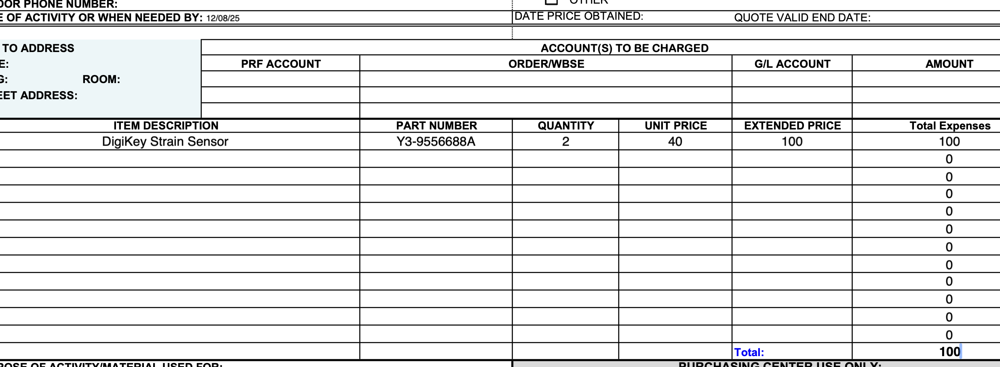 DOR PHONE NUMBER: OTHER
E OF ACTIVITY OR WHEN NEEDED BY: 12/08/25 DATE PRICE OBTAINED: QUOTE VALID END DATE:
TO ADDRESS ACCOUNT(S) TO BE CHARGED
E: PRF ACCOUNT ORDER/WBSE G/L ACCOUNT AMOUNT
G: ROOM:
EET ADDRESS:
ITEM DESCRIPTION PART NUMBER QUANTITY UNIT PRICE EXTENDED PRICE Total Expenses
DigiKey Strain Sensor Y3-9556688A 2 40 100 100
0
0
0
0
0
0
0
0
0
0
0
Total: 100
POSE OF ACTIVITY/MATERIAL USED FOR: PURCHASING CENTER USE ONLY: